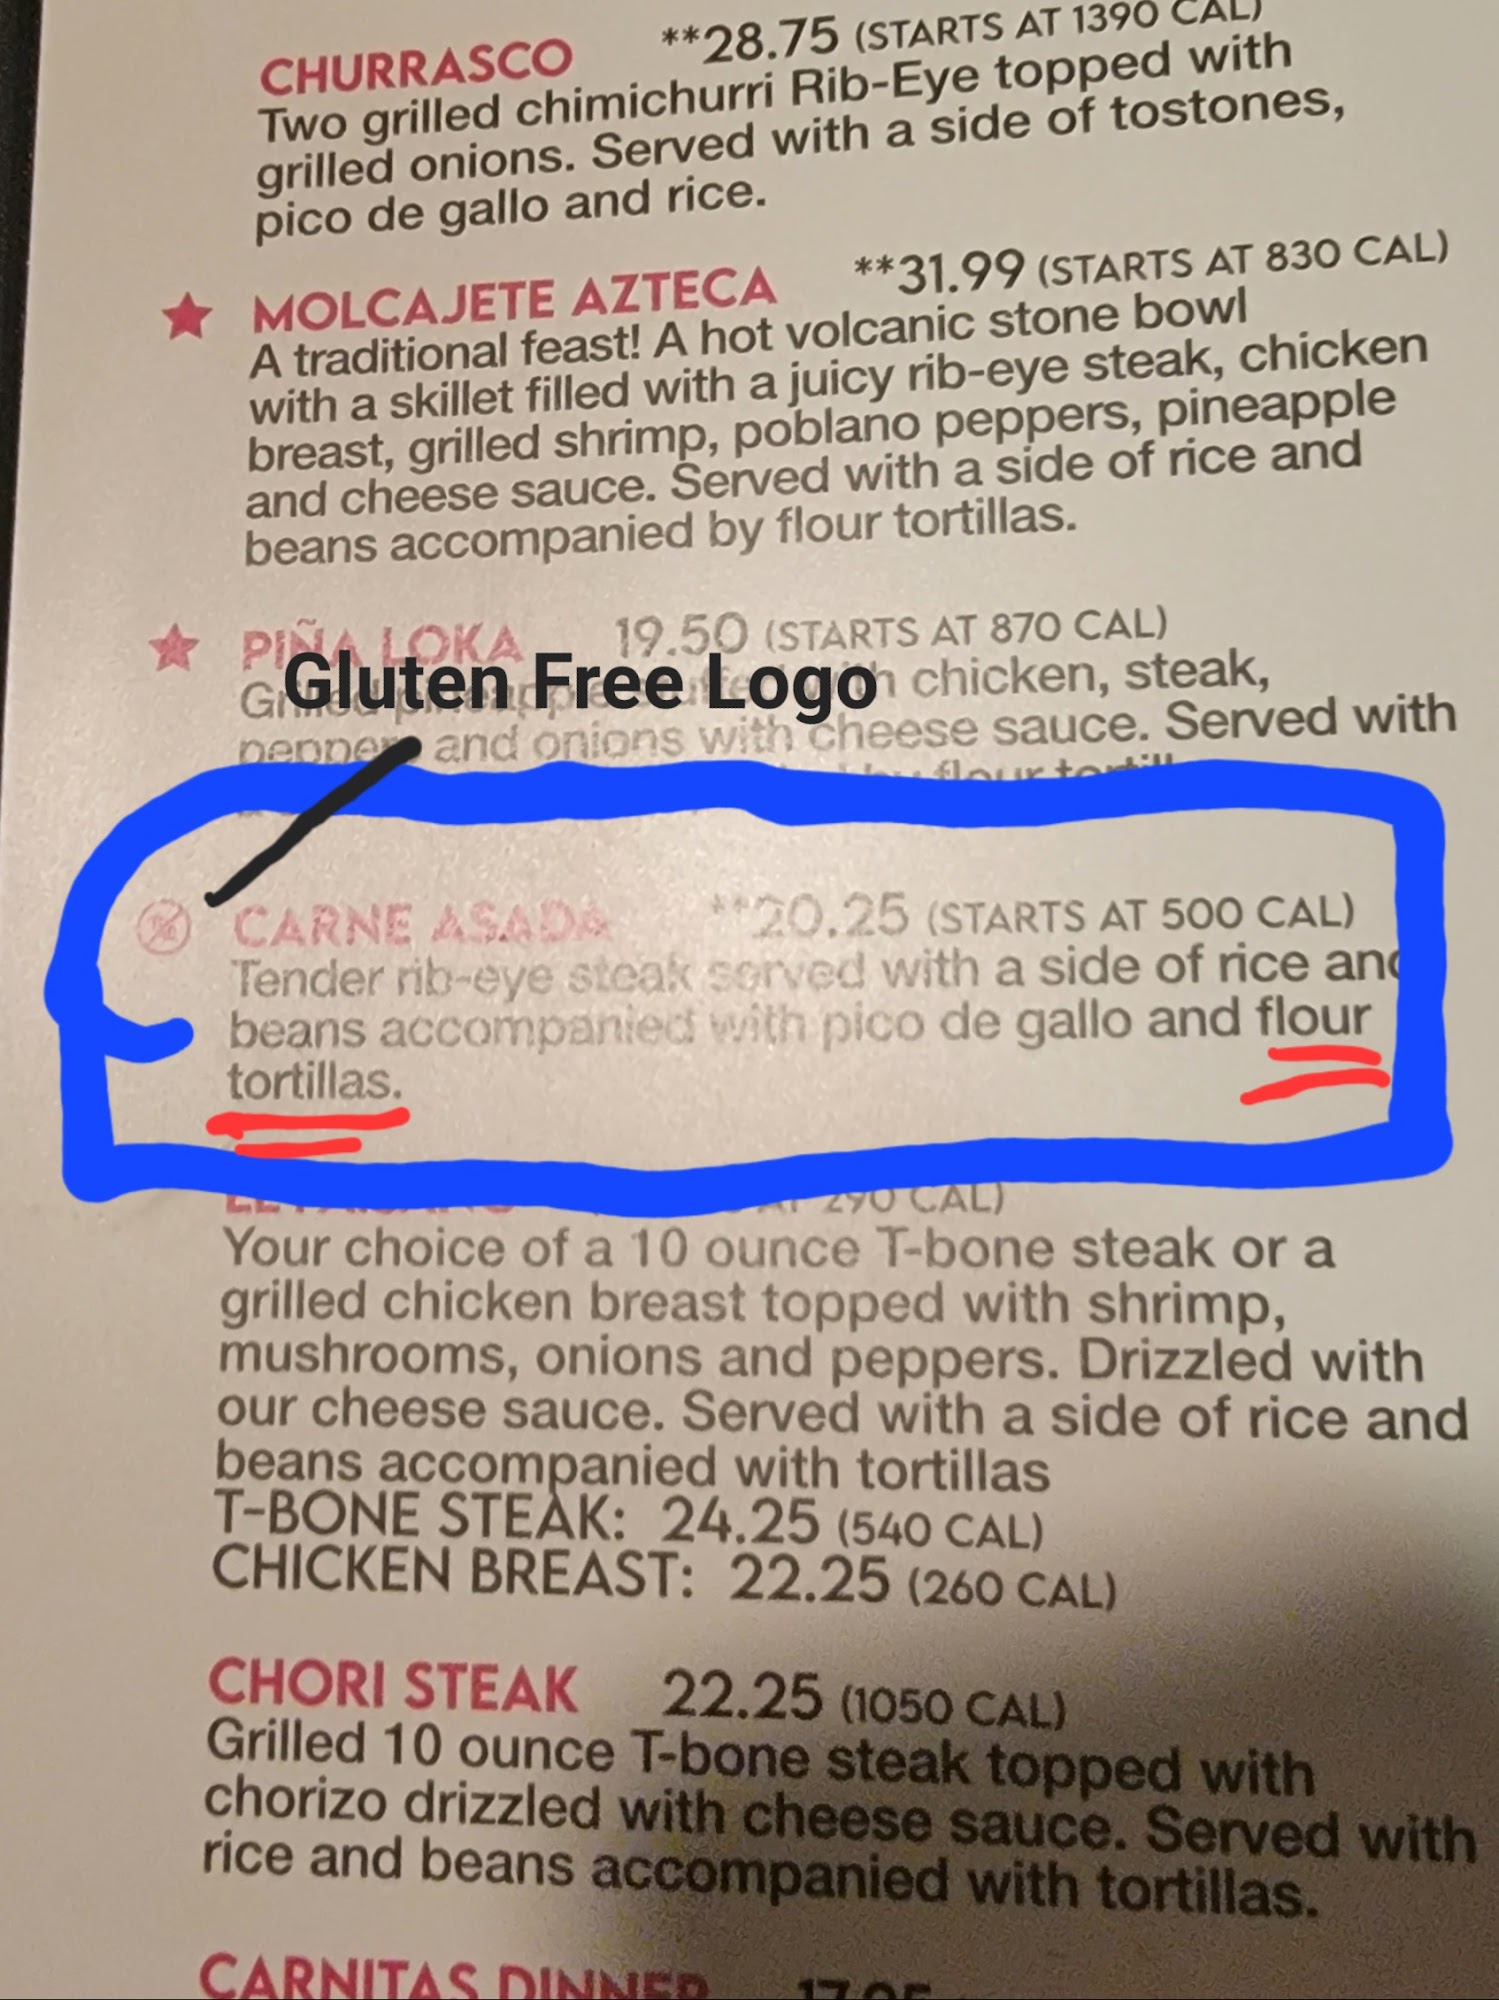 CHURRASCO **28.75 (STARTS AT 1390 CAL)
Two grilled chimichurri Rib-Eye topped with
grilled onions. Served with a side of tostones,
pico de gallo and rice.
MOLCAJETE AZTECA **31.99 (STARTS AT 830 CAL)
A traditional feast! A hot volcanic stone bowl
with a skillet filled with a juicy rib-eye steak, chicken
breast, grilled shrimp, poblano peppers, pineapple
and cheese sauce. Served with a side of rice and
beans accompanied by flour tortillas.
PIÑA LOKA 19.50 (STARTS AT 870 CAL)
Gluten Free Logo
Grilled pineapple stuffed with chicken, steak,
peppers and onions with cheese sauce. Served with
flour
CARNE ASADA **20.25 (STARTS AT 500 CAL)
Tender rib-eye steak served with a side of rice and
beans accompanied with pico de gallo and flour
tortillas.
290 CAL)
Your choice of a 10 ounce T-bone steak or a
grilled chicken breast topped with shrimp,
mushrooms, onions and peppers. Drizzled with
our cheese sauce. Served with a side of rice and
beans accompanied with tortillas
T-BONE STEAK: 24.25 (540 CAL)
CHICKEN BREAST: 22.25 (260 CAL)
CHORI STEAK 22.25 (1050 CAL)
Grilled 10 ounce T-bone steak topped with
chorizo drizzled with cheese sauce. Served with
rice and beans accompanied with tortillas.
CARNITAS DINNER